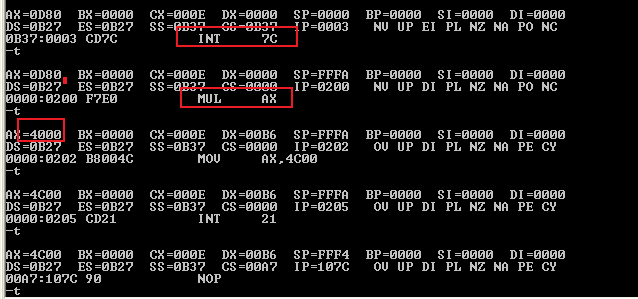 AX=0D80  BX=0000  CX=000E  DX=0000  SP=0000  BP=0000  SI=0000  DI=0000
DS=0B27  ES=0B27  SS=0B37  CS=0B37  IP=0003   NV UP EI PL NZ NA PO NC
0B37:0003 CD7C          INT     7C
-t
AX=0D80  BX=0000  CX=000E  DX=0000  SP=FFFA  BP=0000  SI=0000  DI=0000
DS=0B27  ES=0B27  SS=0B37  CS=0000  IP=0200   NV UP DI PL NZ NA PO NC
0000:0200 F7E0          MUL     AX
-t
AX=4000  BX=0000  CX=000E  DX=00B6  SP=FFFA  BP=0000  SI=0000  DI=0000
DS=0B27  ES=0B27  SS=0B37  CS=0000  IP=0202   OV UP DI PL NZ NA PE CY
0000:0202 B8004C        MOV     AX,4C00
-t
AX=4C00  BX=0000  CX=000E  DX=00B6  SP=FFFA  BP=0000  SI=0000  DI=0000
DS=0B27  ES=0B27  SS=0B37  CS=0000  IP=0205   OV UP DI PL NZ NA PE CY
0000:0205 CD21          INT     21
-t
AX=4C00  BX=0000  CX=000E  DX=00B6  SP=FFF4  BP=0000  SI=0000  DI=0000
DS=0B27  ES=0B27  SS=0B37  CS=00A7  IP=107C   OV UP DI PL NZ NA PE CY
00A7:107C 90            NOP
-t